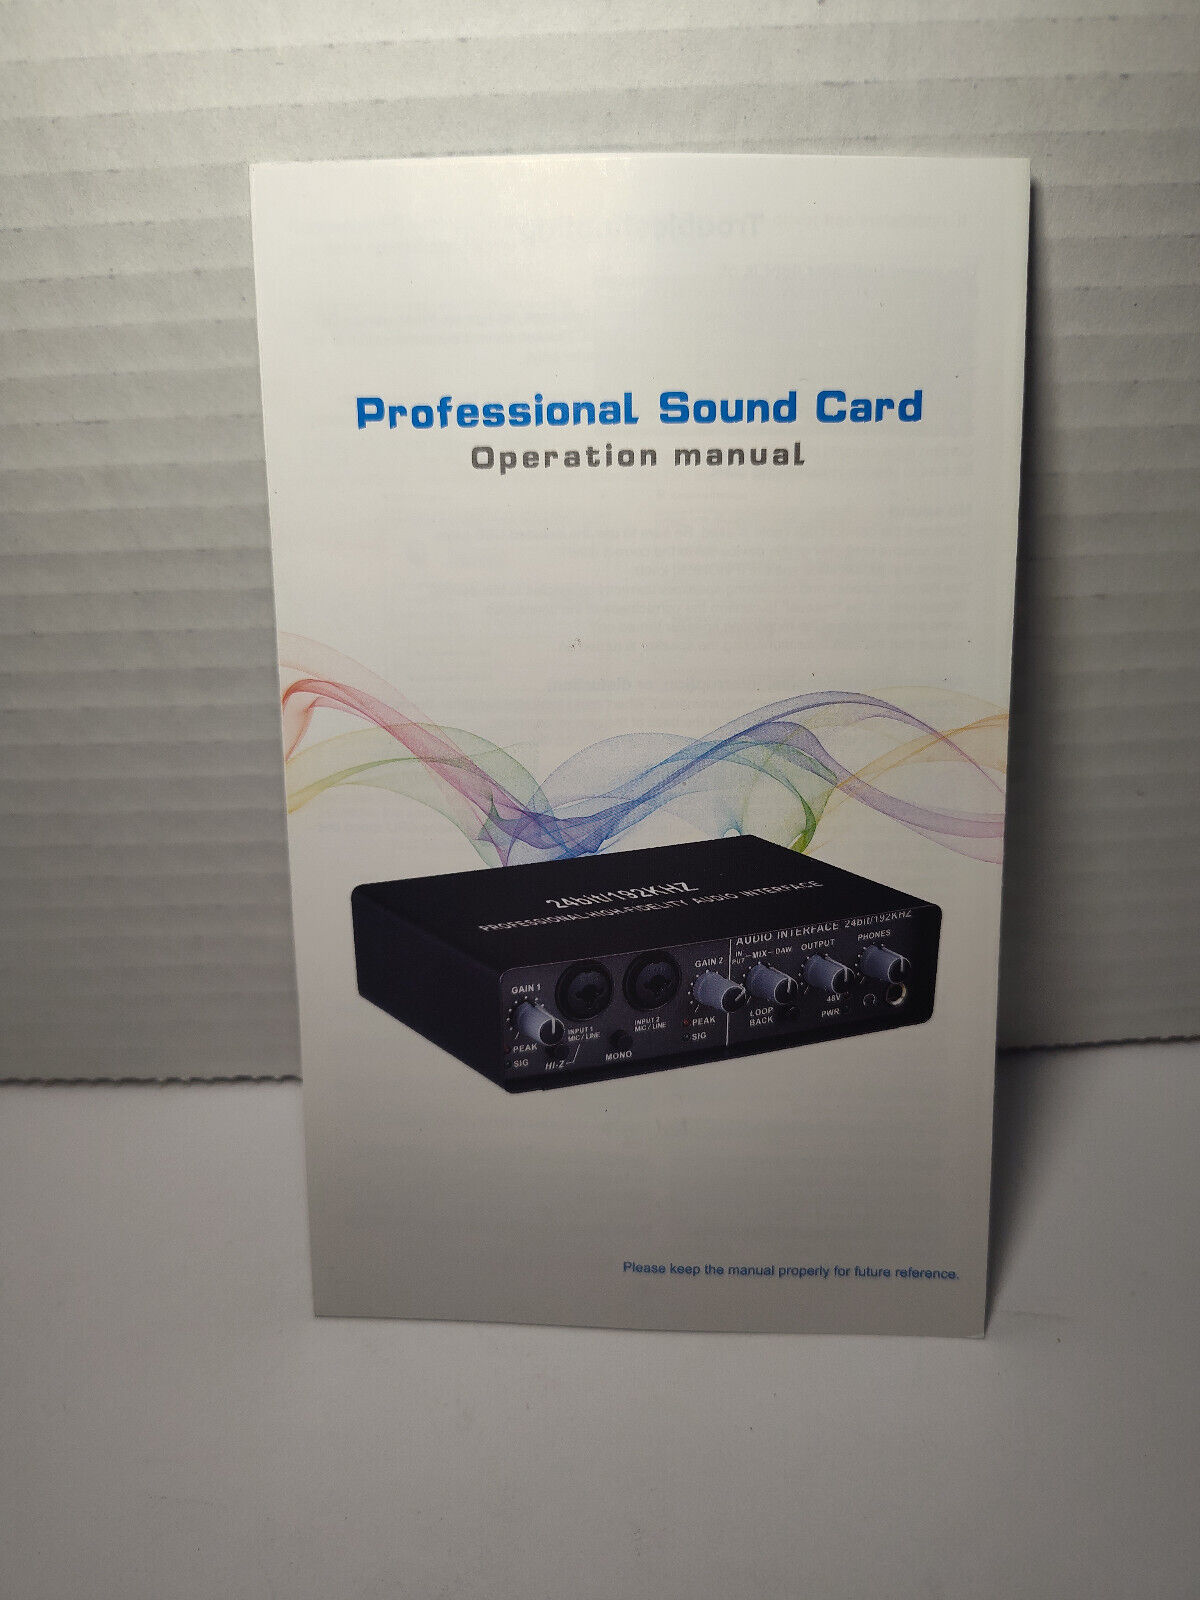 Professional Sound Card
Operation manual
24bit/192KHZ
PROFESSIONAL HIGH-FIDELITY AUDIO INTERFACE
AUDIO INTERFACE 24bit/192KHZ
IN PUT – MIX – DAW
OUTPUT
PHONES
GAIN 1
GAIN 2
INPUT 1
MIC / LINE
INPUT 2
MIC / LINE
PEAK
SIG
HI-Z
MONO
PEAK
SIG
LOOP
BACK
48V
PWR
Please keep the manual properly for future reference.